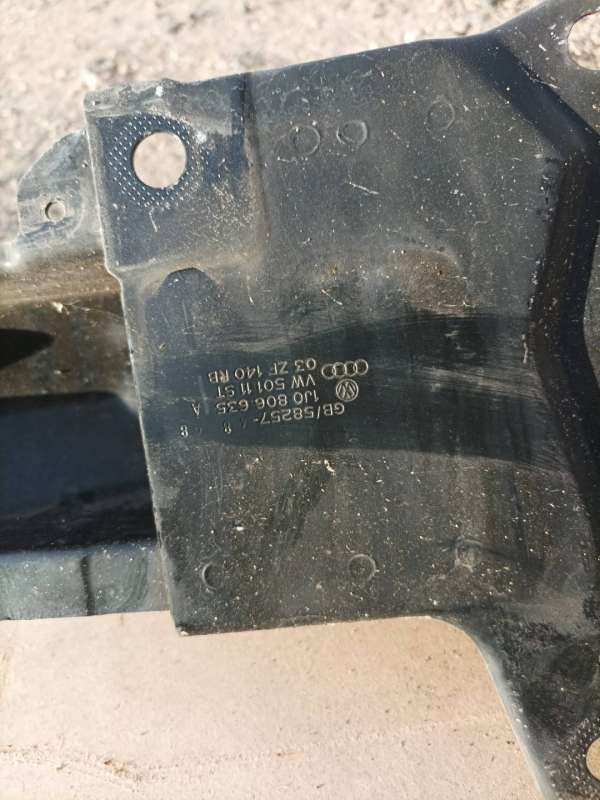 GB/58257-
1J0 806 635 A
VW 501 11 ST
03 ZF 140 RB